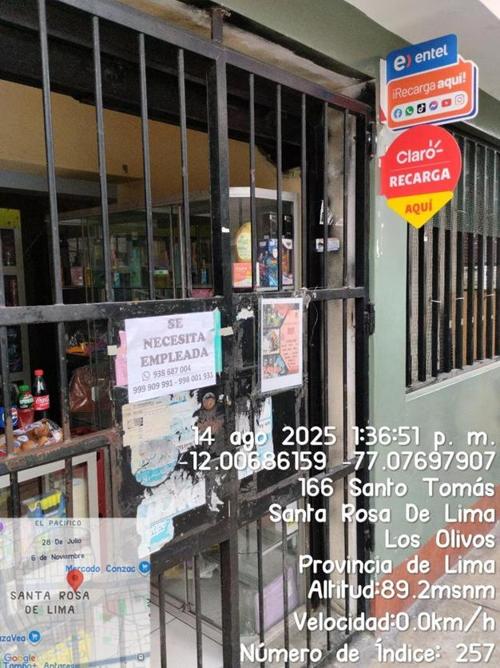 entel
¡Recarga aquí!
Claro
RECARGA
AQUÍ
SE
NECESITA
EMPLEADA
938 687 004
999 909 991 - 998 001 931
14 ago 2025 1:36:51 p. m.
-12.00686159 -77.07697907
166 Santo Tomás
Santa Rosa De Lima
Los Olivos
Provincia de Lima
Altitud:89.2msnm
Velocidad:0.0km/h
Número de Índice: 257
EL PACÍFICO
28 De Julio
6 de Noviembre
Mercado Conzac
SANTA ROSA
DE LIMA
azaVea
Google